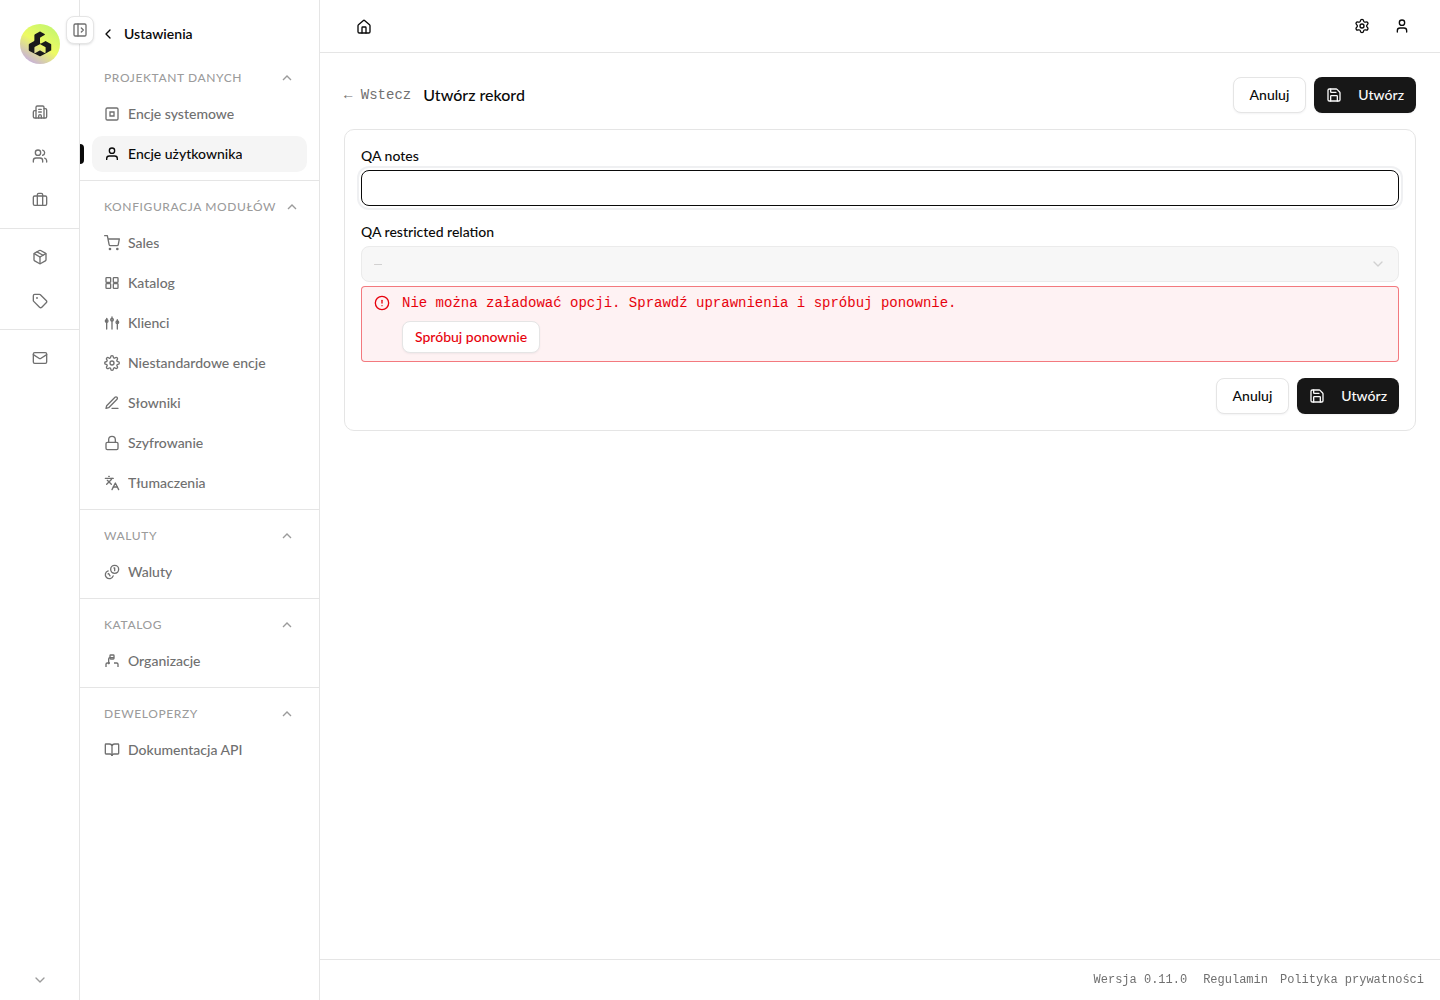 Ustawienia
PROJEKTANT DANYCH
Encje systemowe
Encje użytkownika
KONFIGURACJA MODUŁÓW
Sales
Katalog
Klienci
Niestandardowe encje
Słowniki
Szyfrowanie
Tłumaczenia
WALUTY
Waluty
KATALOG
Organizacje
DEWELOPERZY
Dokumentacja API
← Wstecz Utwórz rekord
Anuluj Utwórz
QA notes
QA restricted relation
—
Nie można załadować opcji. Sprawdź uprawnienia i spróbuj ponownie.
Spróbuj ponownie
Anuluj Utwórz
Wersja 0.11.0 Regulamin Polityka prywatności